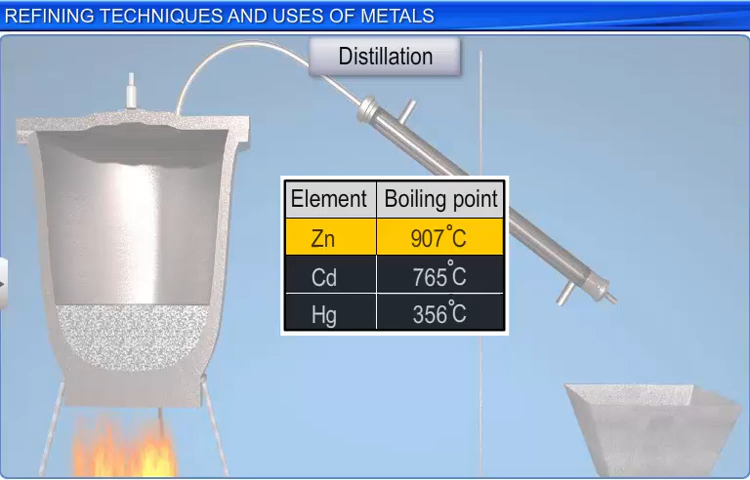 REFINING TECHNIQUES AND USES OF METALS
Distillation
Element Boiling point
Zn 907°C
Cd 765°C
Hg 356°C